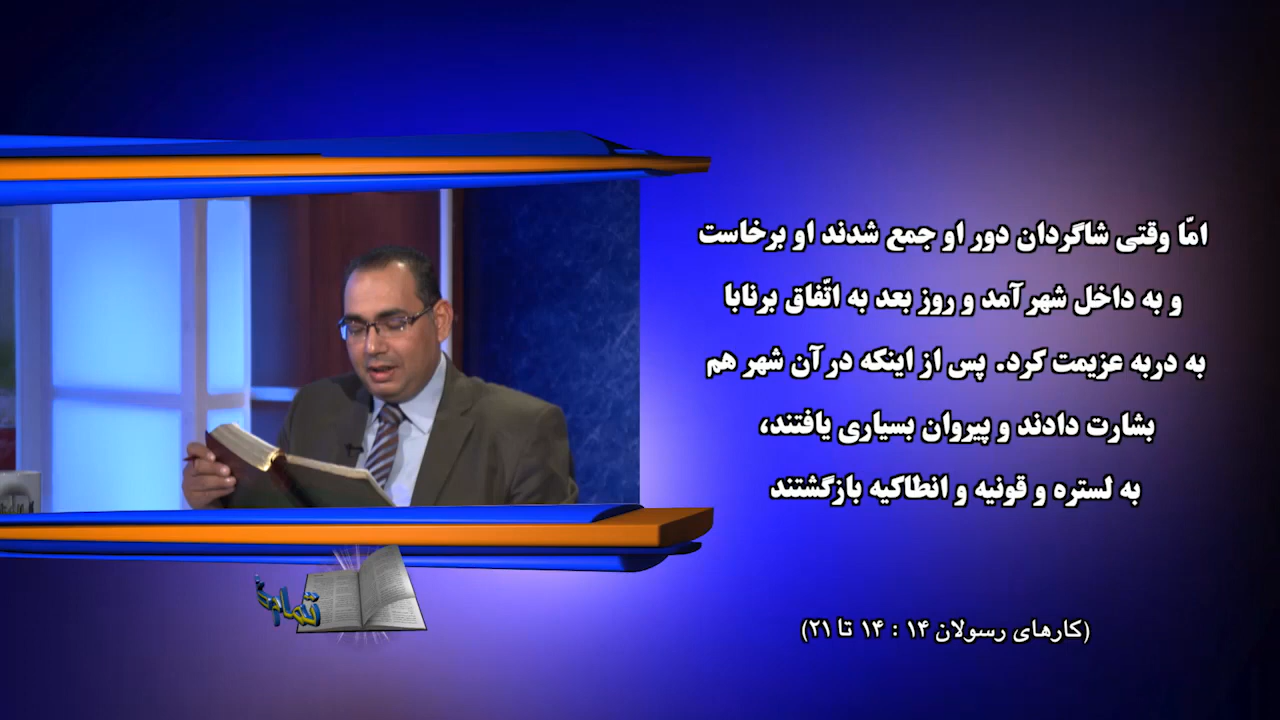 امّا وقتی شاگردان دور او جمع شدند او برخاست
و به داخل شهر آمد و روز بعد به اتّفاق برنابا
به دربه عزیمت کرد. پس از اینکه در آن شهر هم
بشارت دادند و پیروان بسیاری یافتند،
به لستره و قونیه و انطاکیه بازگشتند
(کارهای رسولان ۱۴ : ۱۴ تا ۲۱)